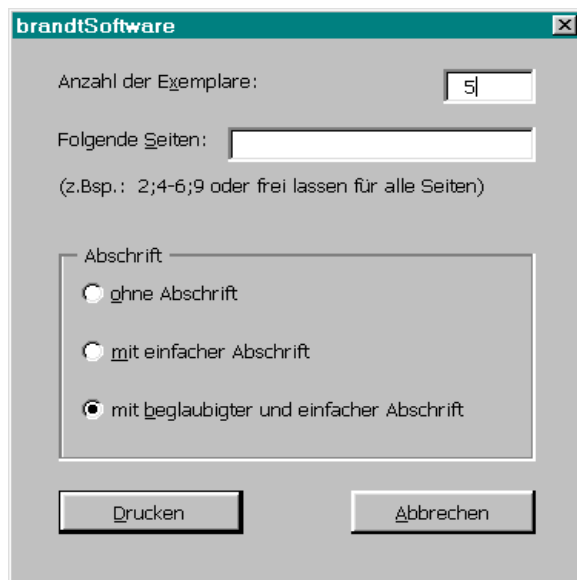 brandtSoftware
Anzahl der Exemplare: 5
Folgende Seiten:
(z.Bsp.: 2;4-6;9 oder frei lassen für alle Seiten)
Abschrift
ohne Abschrift
mit einfacher Abschrift
mit beglaubigter und einfacher Abschrift
Drucken Abbrechen